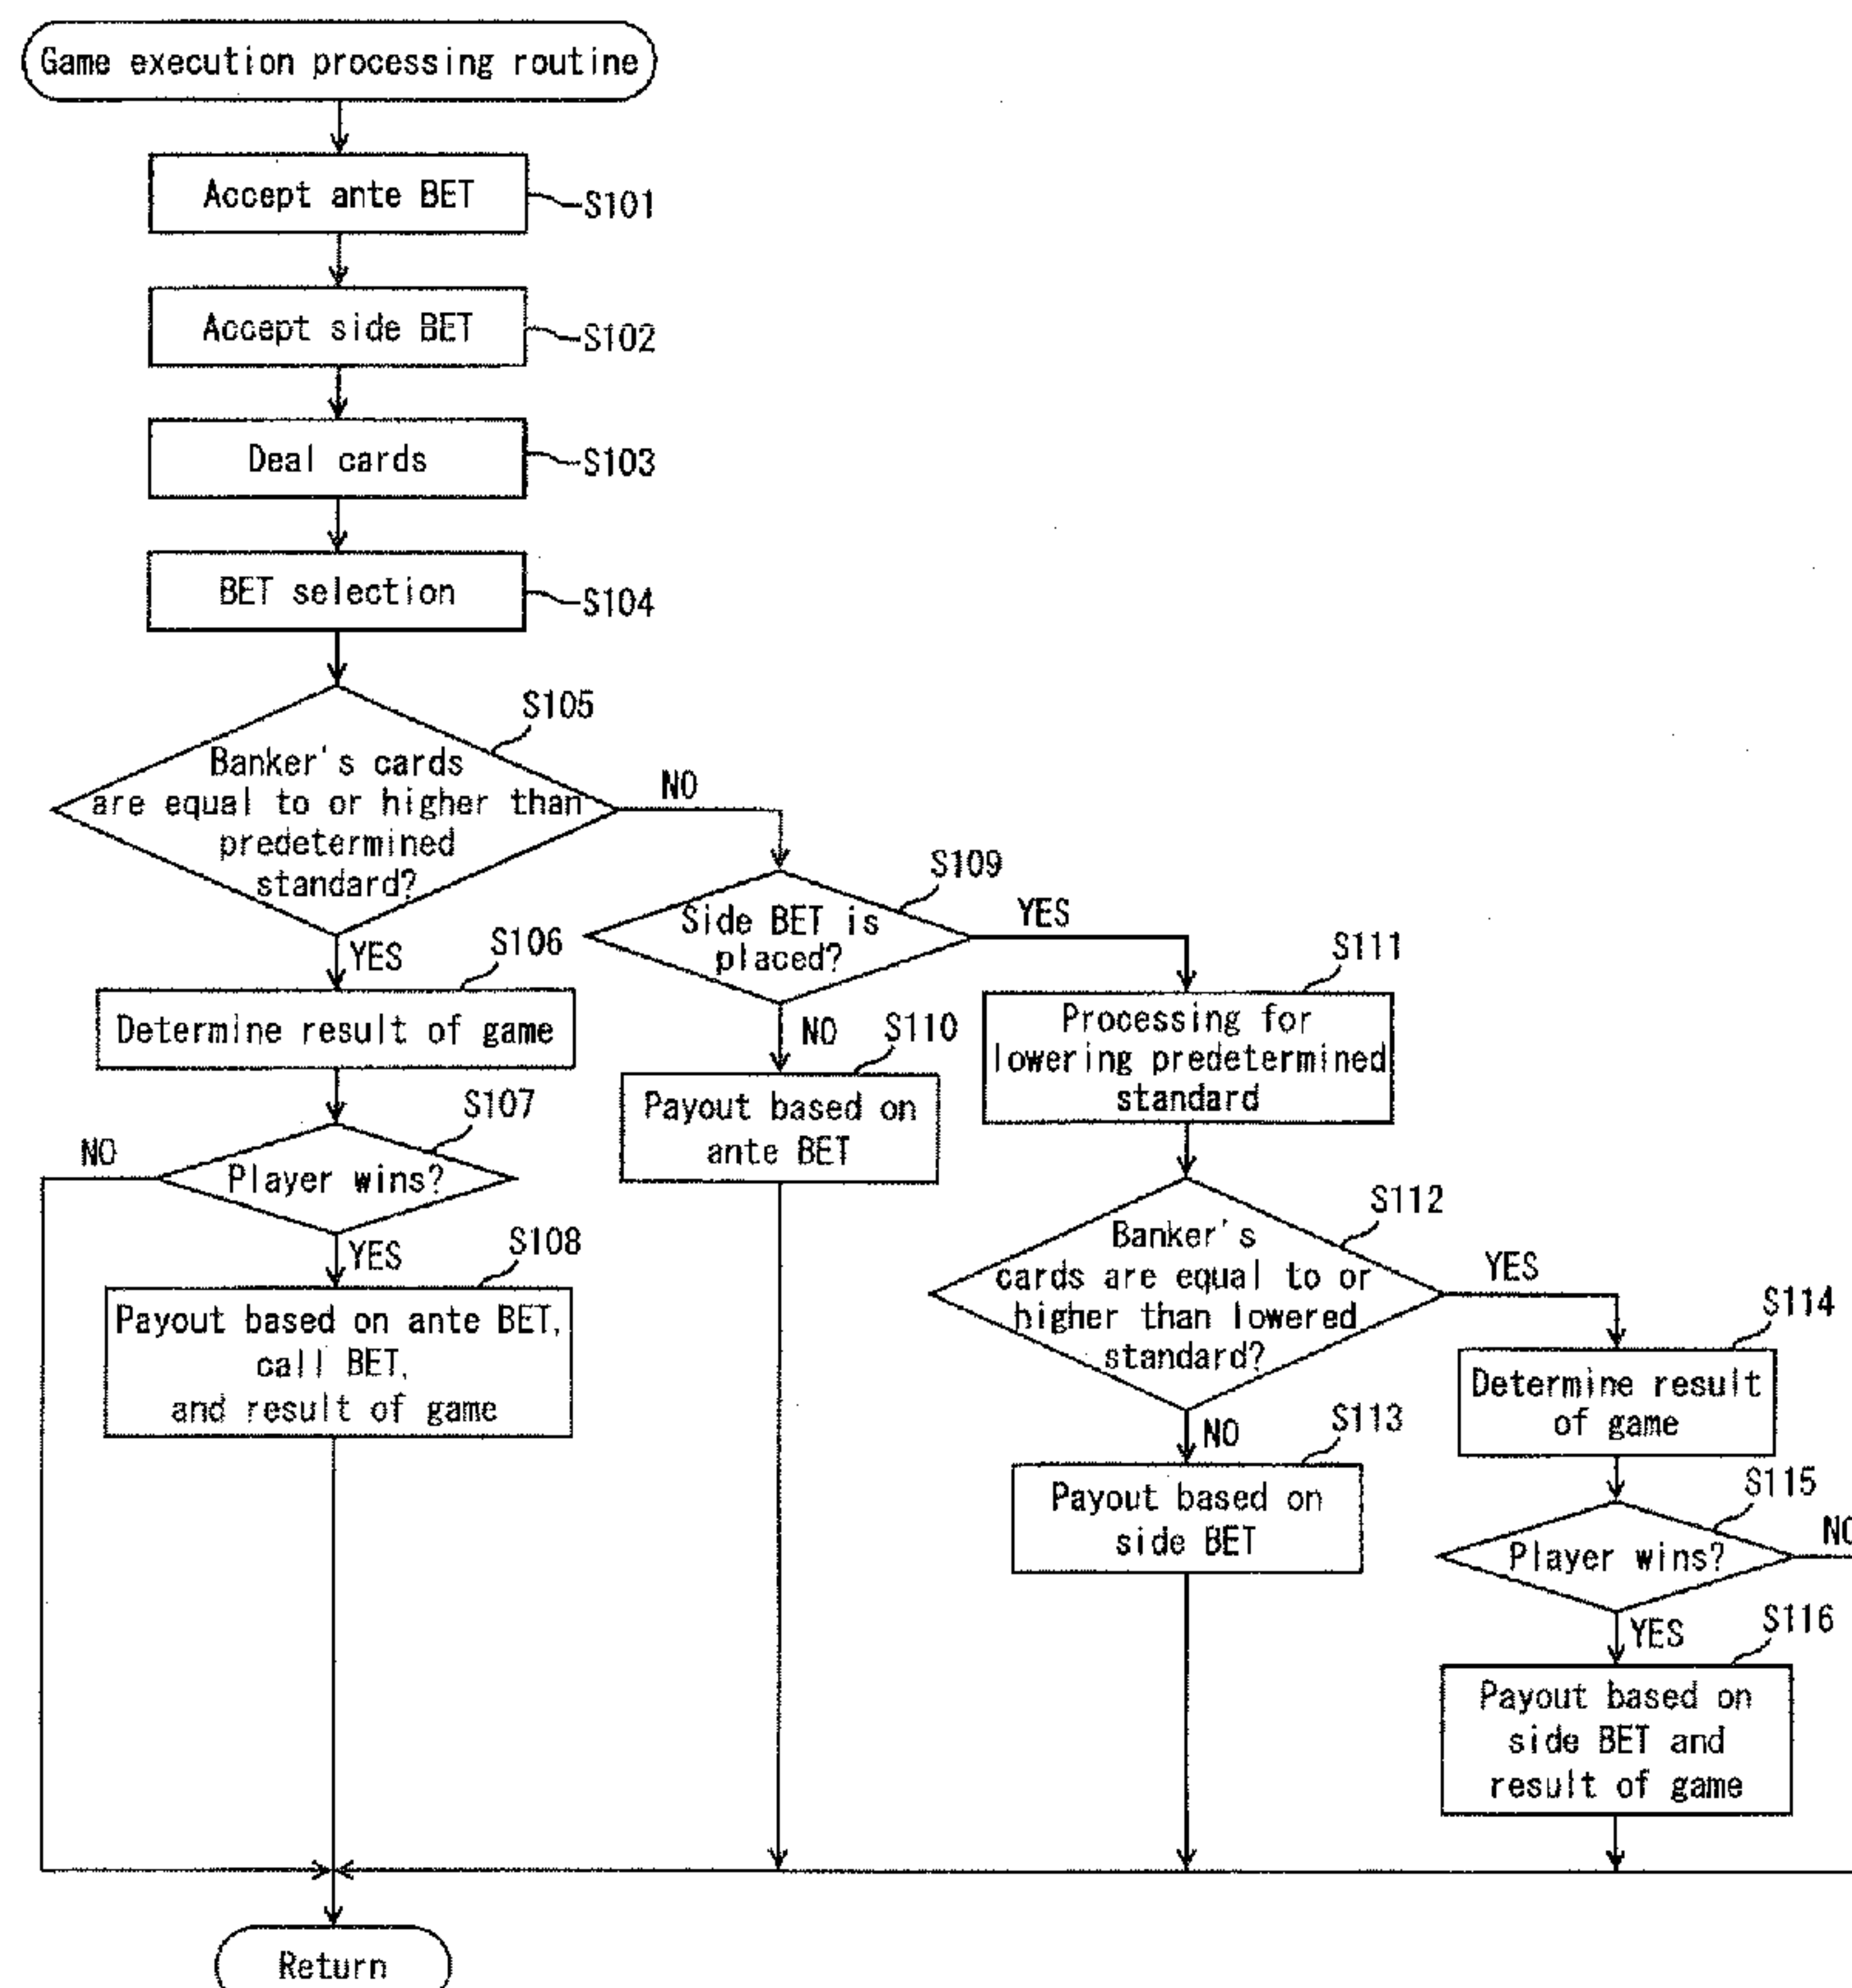 Game execution processing routine
Accept ante BET
S101
Accept side BET
S102
Deal cards
S103
BET selection
S104
S105
Banker's cards
are equal to or higher than
predetermined
standard?
NO
YES
S109
Side BET is
placed?
YES
NO
S106
Determine result of game
S107
Player wins?
NO
YES
S108
Payout based on ante BET,
call BET,
and result of game
S110
Payout based on
ante BET
S111
Processing for
lowering predetermined
standard
S112
Banker's
cards are equal to or
higher than lowered
standard?
YES
NO
S113
Payout based on
side BET
S114
Determine result
of game
S115
Player wins?
NO
YES
S116
Payout based on
side BET and
result of game
Return